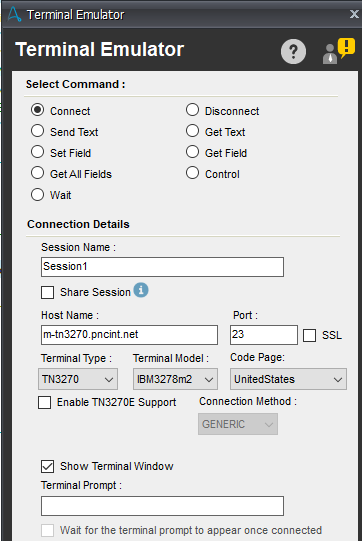 Terminal Emulator
Terminal Emulator
Select Command :
Connect Disconnect
Send Text Get Text
Set Field Get Field
Get All Fields Control
Wait
Connection Details
Session Name :
Session1
Share Session
Host Name : Port :
m-tn3270.pncint.net 23 SSL
Terminal Type : Terminal Model : Code Page:
TN3270 IBM3278m2 UnitedStates
Enable TN3270E Support Connection Method :
GENERIC
Show Terminal Window
Terminal Prompt :
Wait for the terminal prompt to appear once connected